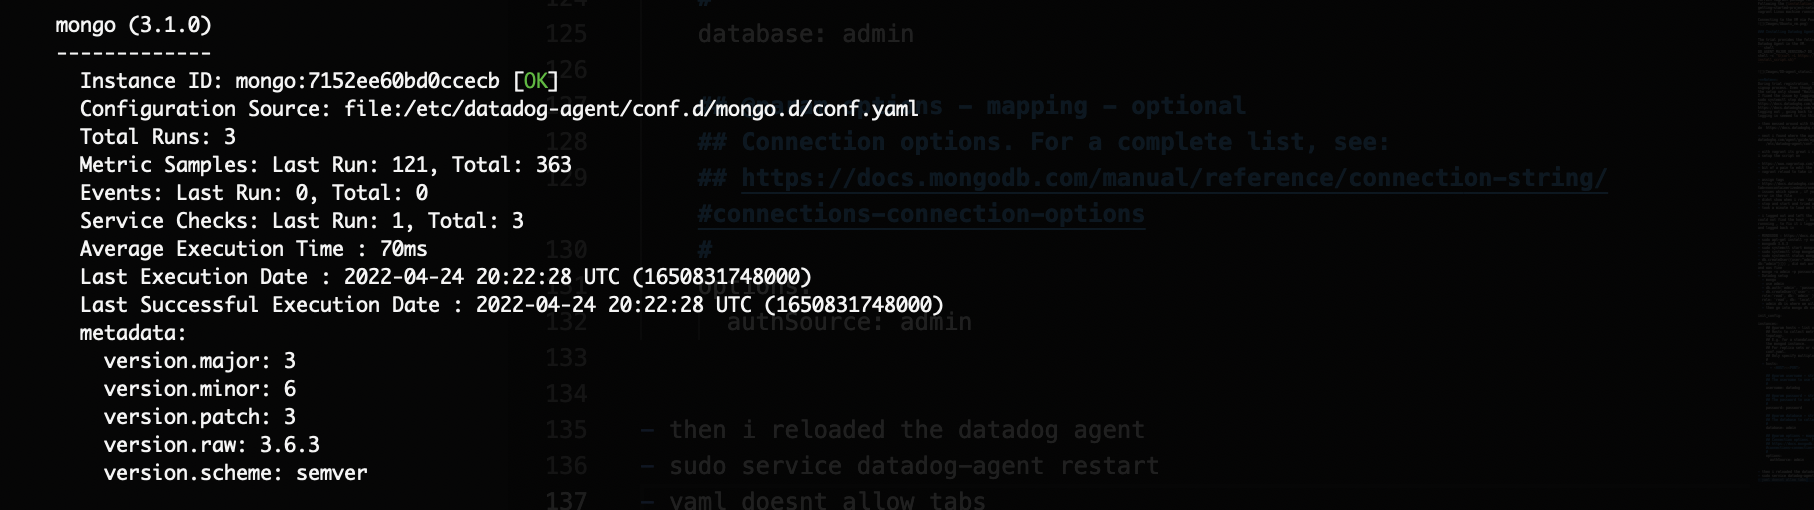 mongo (3.1.0)
-------------
Instance ID: mongo:7152ee60bd0ccecb [OK]
Configuration Source: file:/etc/datadog-agent/conf.d/mongo.d/conf.yaml
Total Runs: 3
Metric Samples: Last Run: 121, Total: 363
Events: Last Run: 0, Total: 0
Service Checks: Last Run: 1, Total: 3
Average Execution Time : 70ms
Last Execution Date : 2022-04-24 20:22:28 UTC (1650831748000)
Last Successful Execution Date : 2022-04-24 20:22:28 UTC (1650831748000)
metadata:
version.major: 3
version.minor: 6
version.patch: 3
version.raw: 3.6.3
version.scheme: semver
124 #
125 database: admin
126
options - mapping - optional
128 ## Connection options. For a complete list, see:
129 ## https://docs.mongodb.com/manual/reference/connection-string/
#connections-connection-options
130 #
options:
132 authSource: admin
133
134
135 - then i reloaded the datadog agent
136 - sudo service datadog-agent restart
137 - yaml doesnt allow tabs